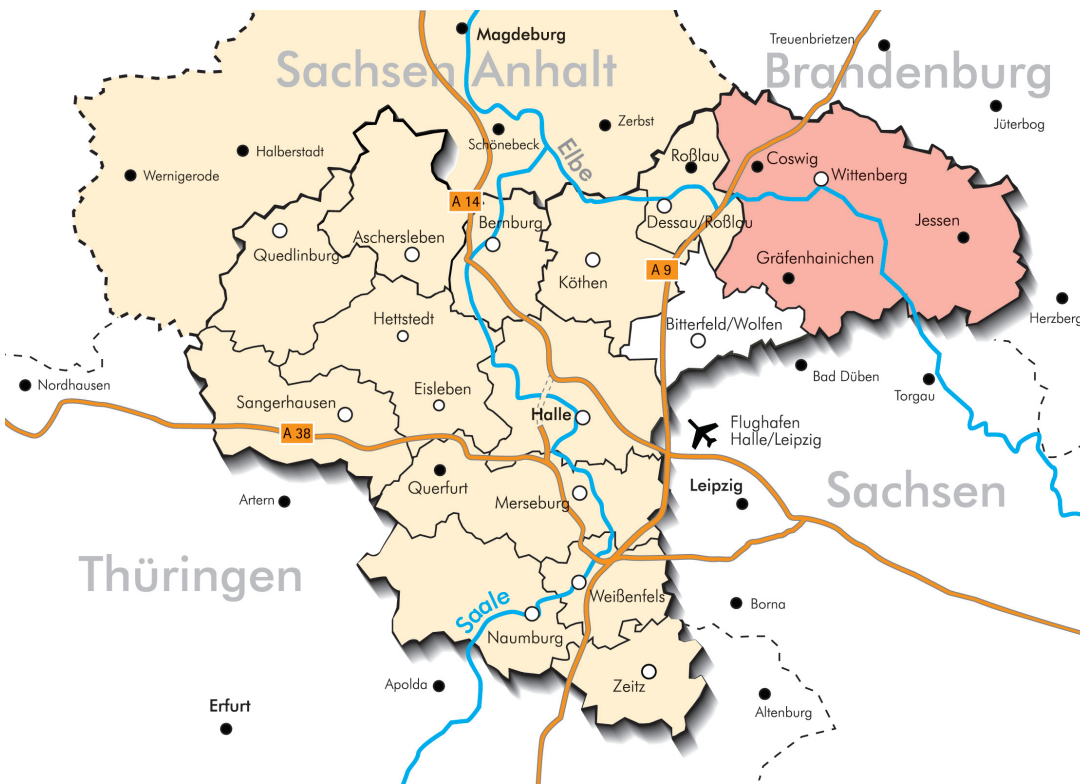 Magdeburg
Treuenbrietzen
Sachsen Anhalt
Brandenburg
Jüterbog
Zerbst
Schönebeck
Halberstadt
Elbe
Roßlau
Coswig
Wernigerode
Wittenberg
A 14
Bernburg
Dessau/Roßlau
Jessen
Aschersleben
Quedlinburg
Gräfenhainichen
A 9
Köthen
Herzberg
Hettstedt
Bitterfeld/Wolfen
Bad Düben
Nordhausen
Eisleben
Torgau
Sangerhausen
Halle
Flughafen
Halle/Leipzig
A 38
Querfurt
Leipzig
Sachsen
Artern
Merseburg
Thüringen
Weißenfels
Borna
Saale
Naumburg
Apolda
Zeitz
Erfurt
Altenburg